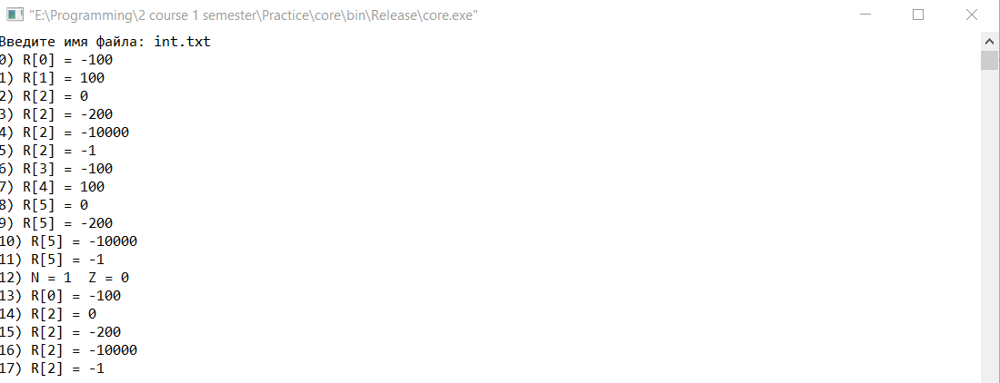 "E:\Programming\2 course 1 semester\Practice\core\bin\Release\core.exe"
Введите имя файла: int.txt
0) R[0] = -100
1) R[1] = 100
2) R[2] = 0
3) R[2] = -200
4) R[2] = -10000
5) R[2] = -1
6) R[3] = -100
7) R[4] = 100
8) R[5] = 0
9) R[5] = -200
10) R[5] = -10000
11) R[5] = -1
12) N = 1  Z = 0
13) R[0] = -100
14) R[2] = 0
15) R[2] = -200
16) R[2] = -10000
17) R[2] = -1